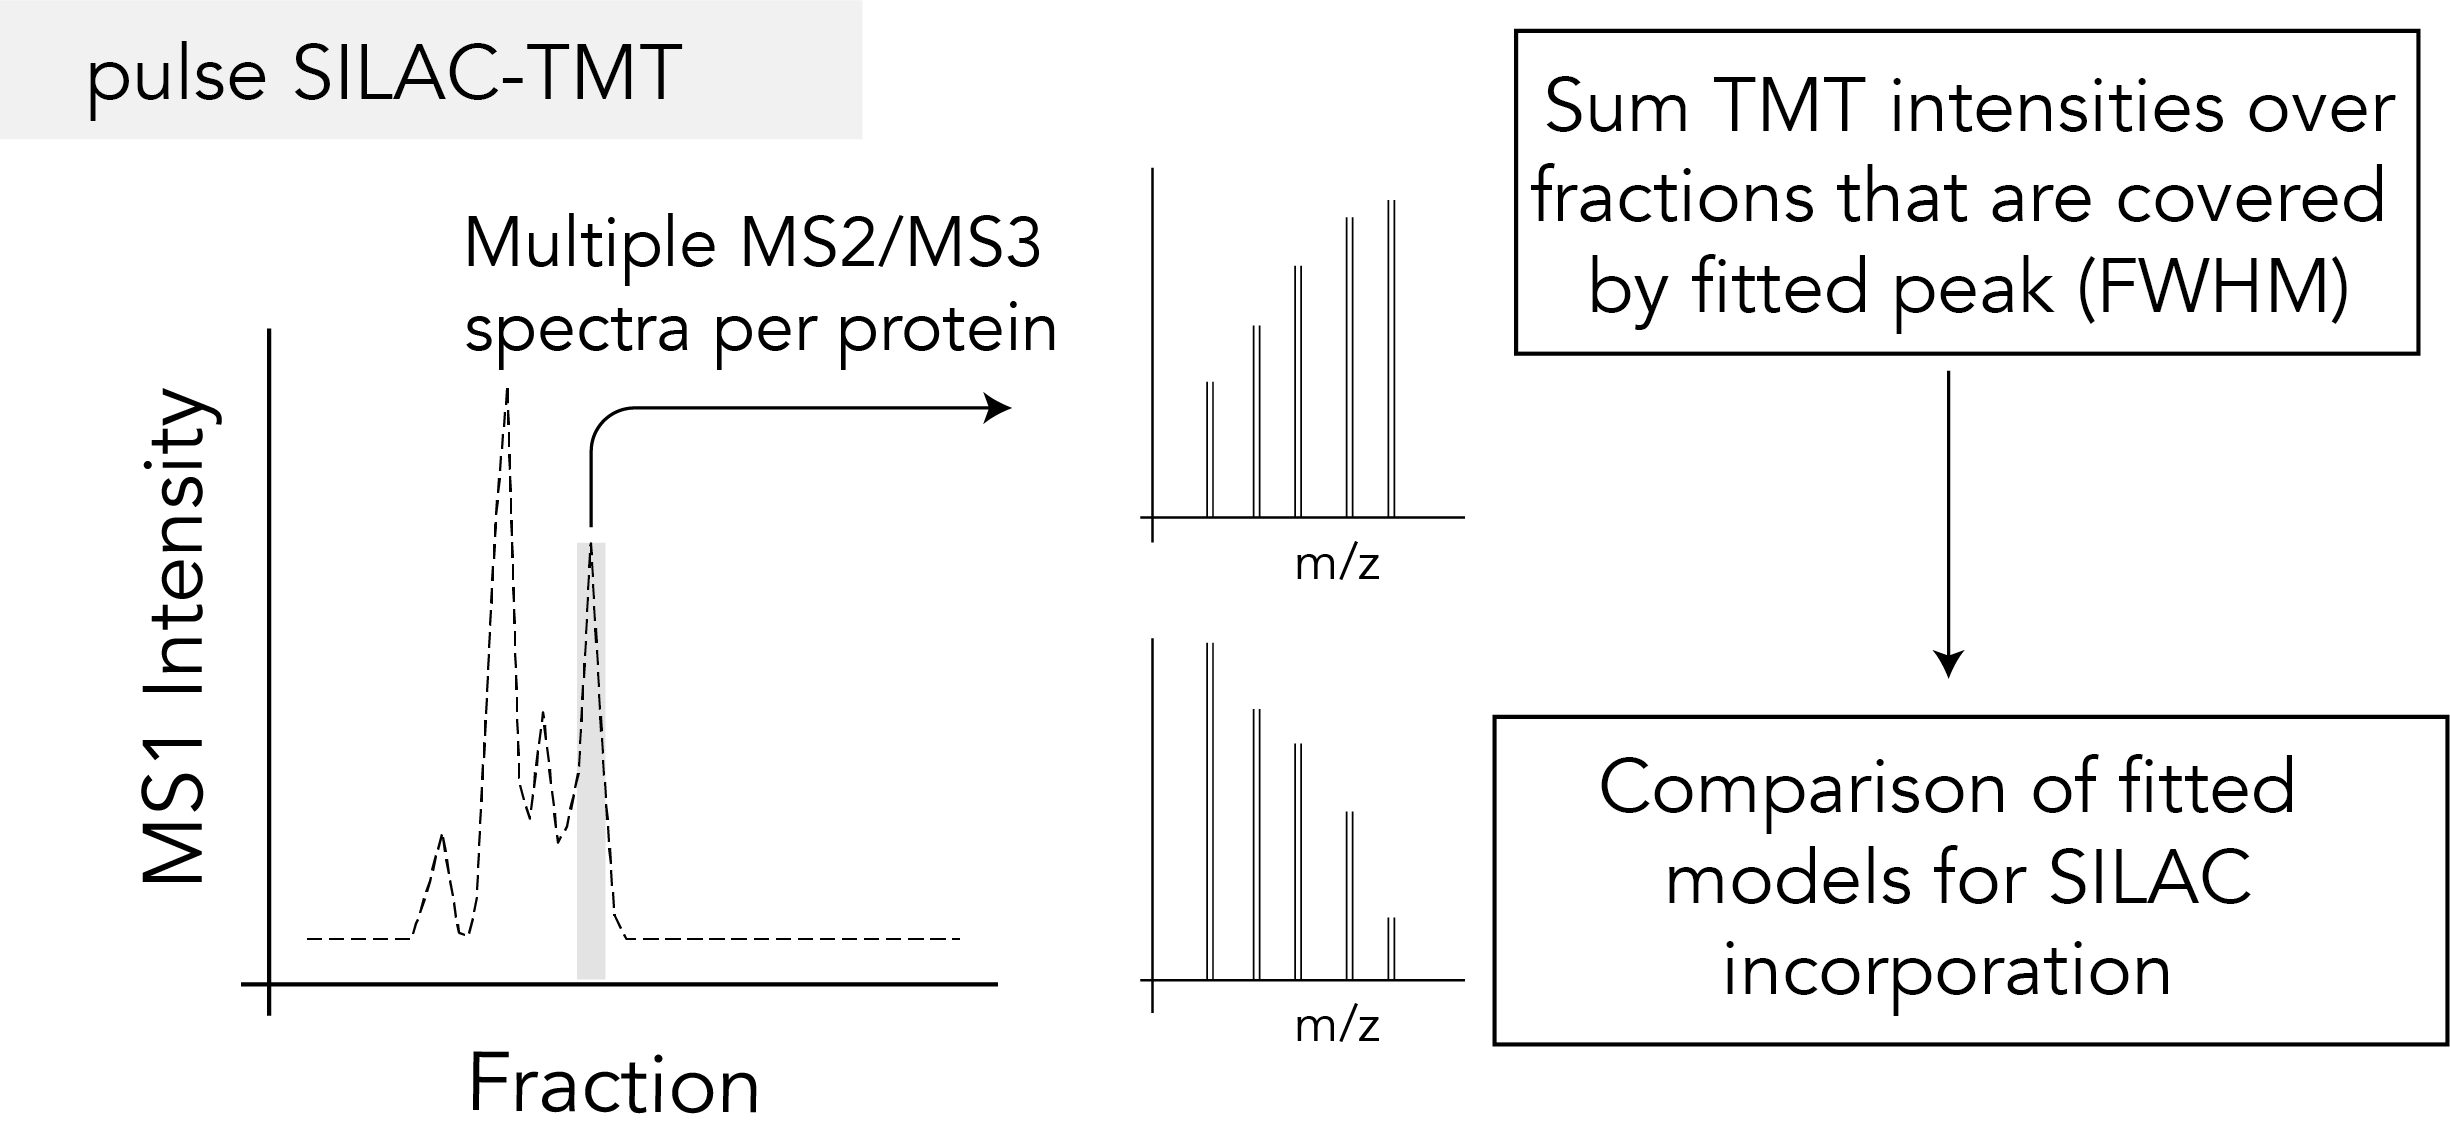 pulse SILAC-TMT
Multiple MS2/MS3
spectra per protein
MS1 Intensity
Fraction
m/z
m/z
Sum TMT intensities over
fractions that are covered
by fitted peak (FWHM)
Comparison of fitted
models for SILAC
incorporation